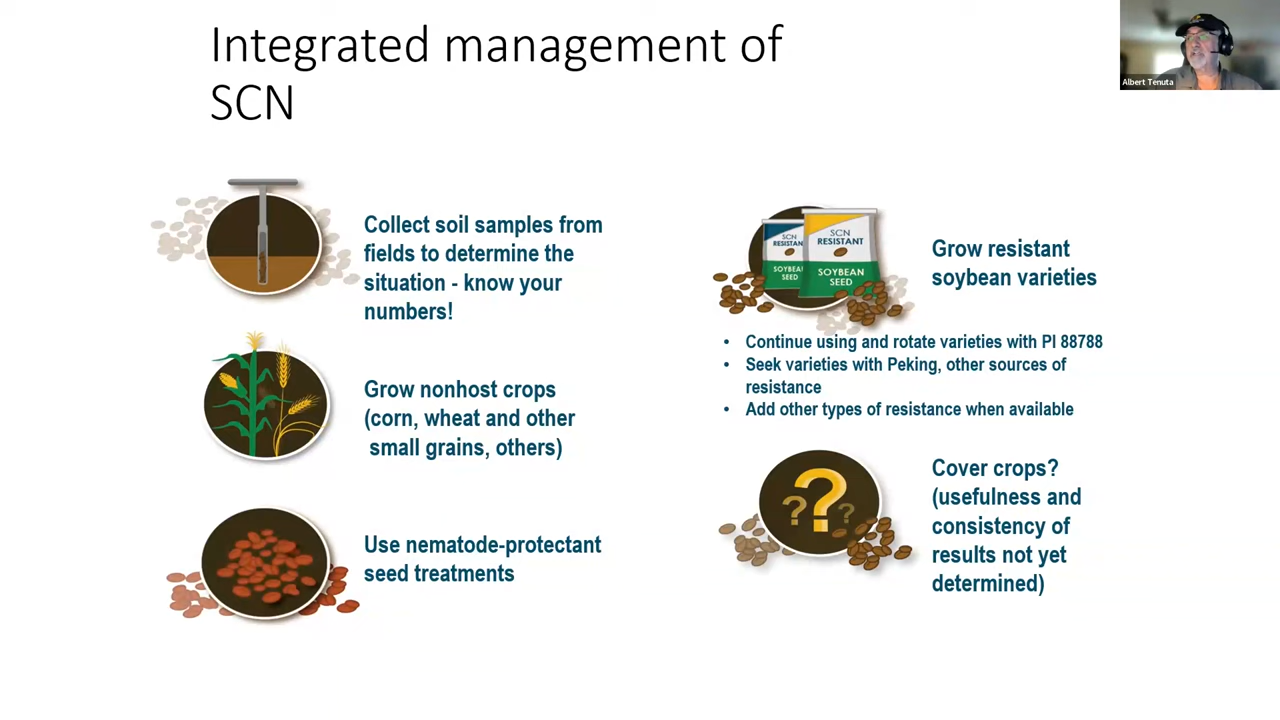 Integrated management of
SCN
Albert Tenuta
Collect soil samples from
fields to determine the
situation - know your
numbers!
Grow nonhost crops
(corn, wheat and other
small grains, others)
Use nematode-protectant
seed treatments
SCN
RESISTANT
SOYBEAN
SEED
SCN
RESISTANT
SOYBEAN
SEED
Grow resistant
soybean varieties
• Continue using and rotate varieties with PI 88788
• Seek varieties with Peking, other sources of
resistance
• Add other types of resistance when available
???
Cover crops?
(usefulness and
consistency of
results not yet
determined)